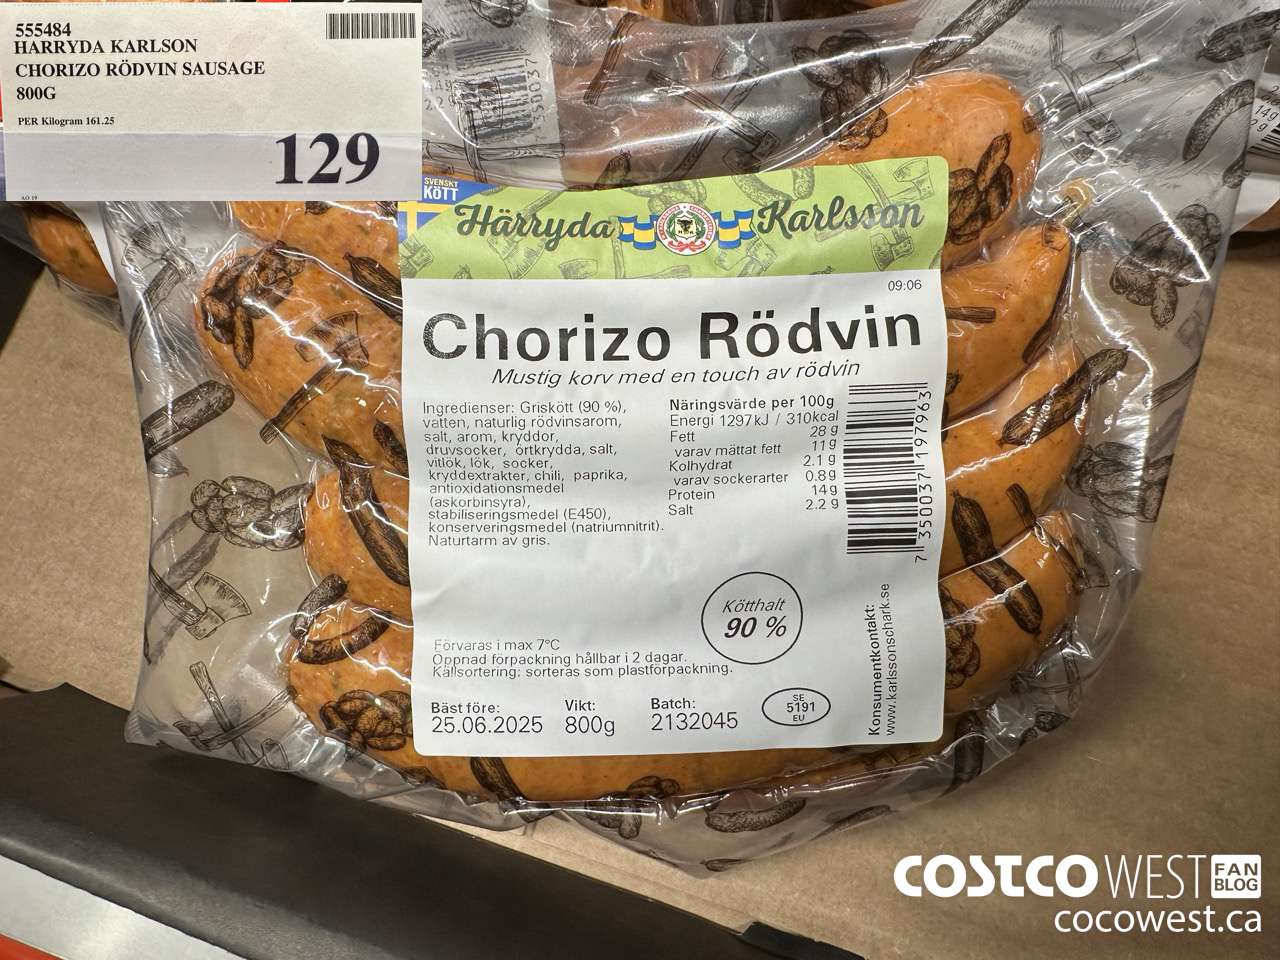 555484
HARRYDA KARLSON
CHORIZO RÖDVIN SAUSAGE
800G
PER Kilogram 161.25
129
AO 19
SVENSKT
KÖTT
Härryda Karlsson
09:06
Chorizo Rödvin
Mustig korv med en touch av rödvin
Ingredienser: Griskött (90 %),
vatten, naturlig rödvinsarom,
salt, arom, kryddor,
druvsocker, örtkrydda, salt,
vitlök, lök, socker,
kryddextrakter, chili, paprika,
antioxidationsmedel
(askorbinsyra),
stabiliseringsmedel (E450),
konserveringsmedel (natriumnitrit).
Naturtarm av gris.
Näringsvärde per 100g
Energi 1297kJ / 310kcal
Fett 28 g
varav mättat fett 11 g
Kolhydrat 2.1 g
varav sockerarter 0.8 g
Protein 14 g
Salt 2.2 g
7 350037 197963
Kötthalt
90 %
Förvaras i max 7°C
Öppnad förpackning hållbar i 2 dagar.
Källsortering: sorteras som plastförpackning.
Bäst före: Vikt: Batch:
25.06.2025 800g 2132045
SE
5191
EU
Konsumentkontakt:
www.karlssonschark.se
COSTCO WEST FAN BLOG
cocowest.ca